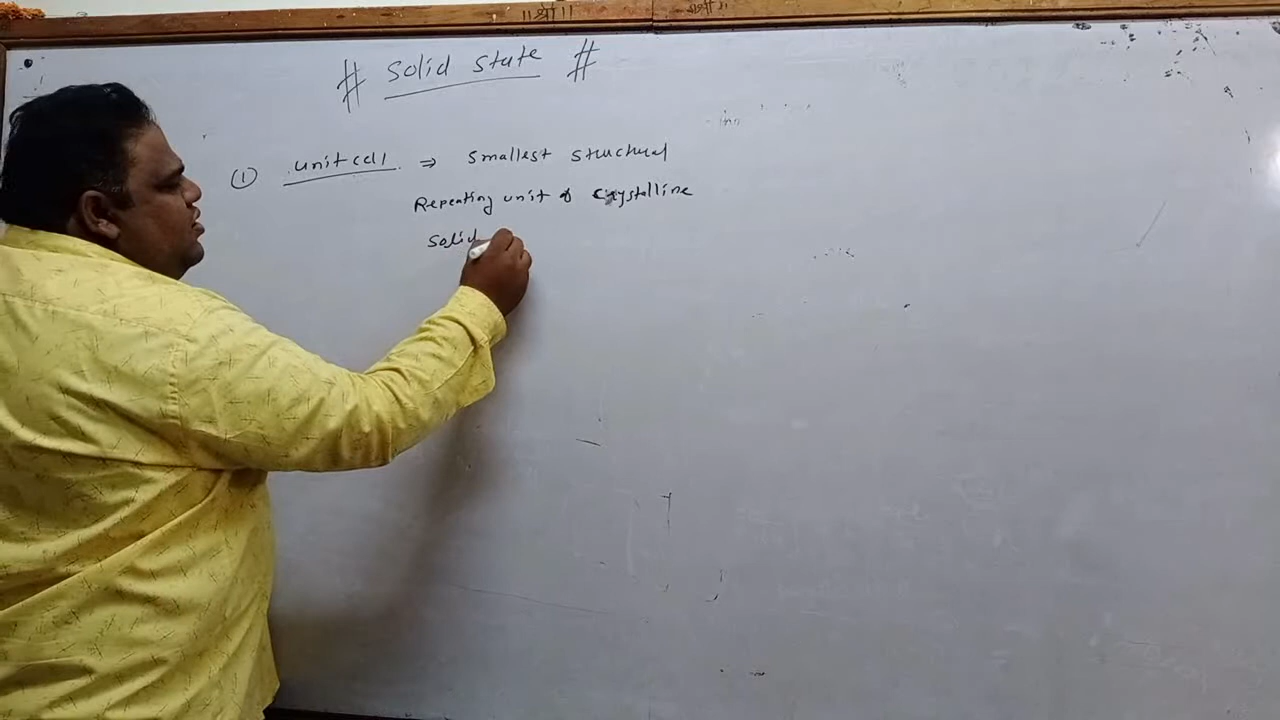 ॥श्री॥
# Solid State #
① unit cell ⇒ Smallest structural
Repeating unit of Crystalline
Solid